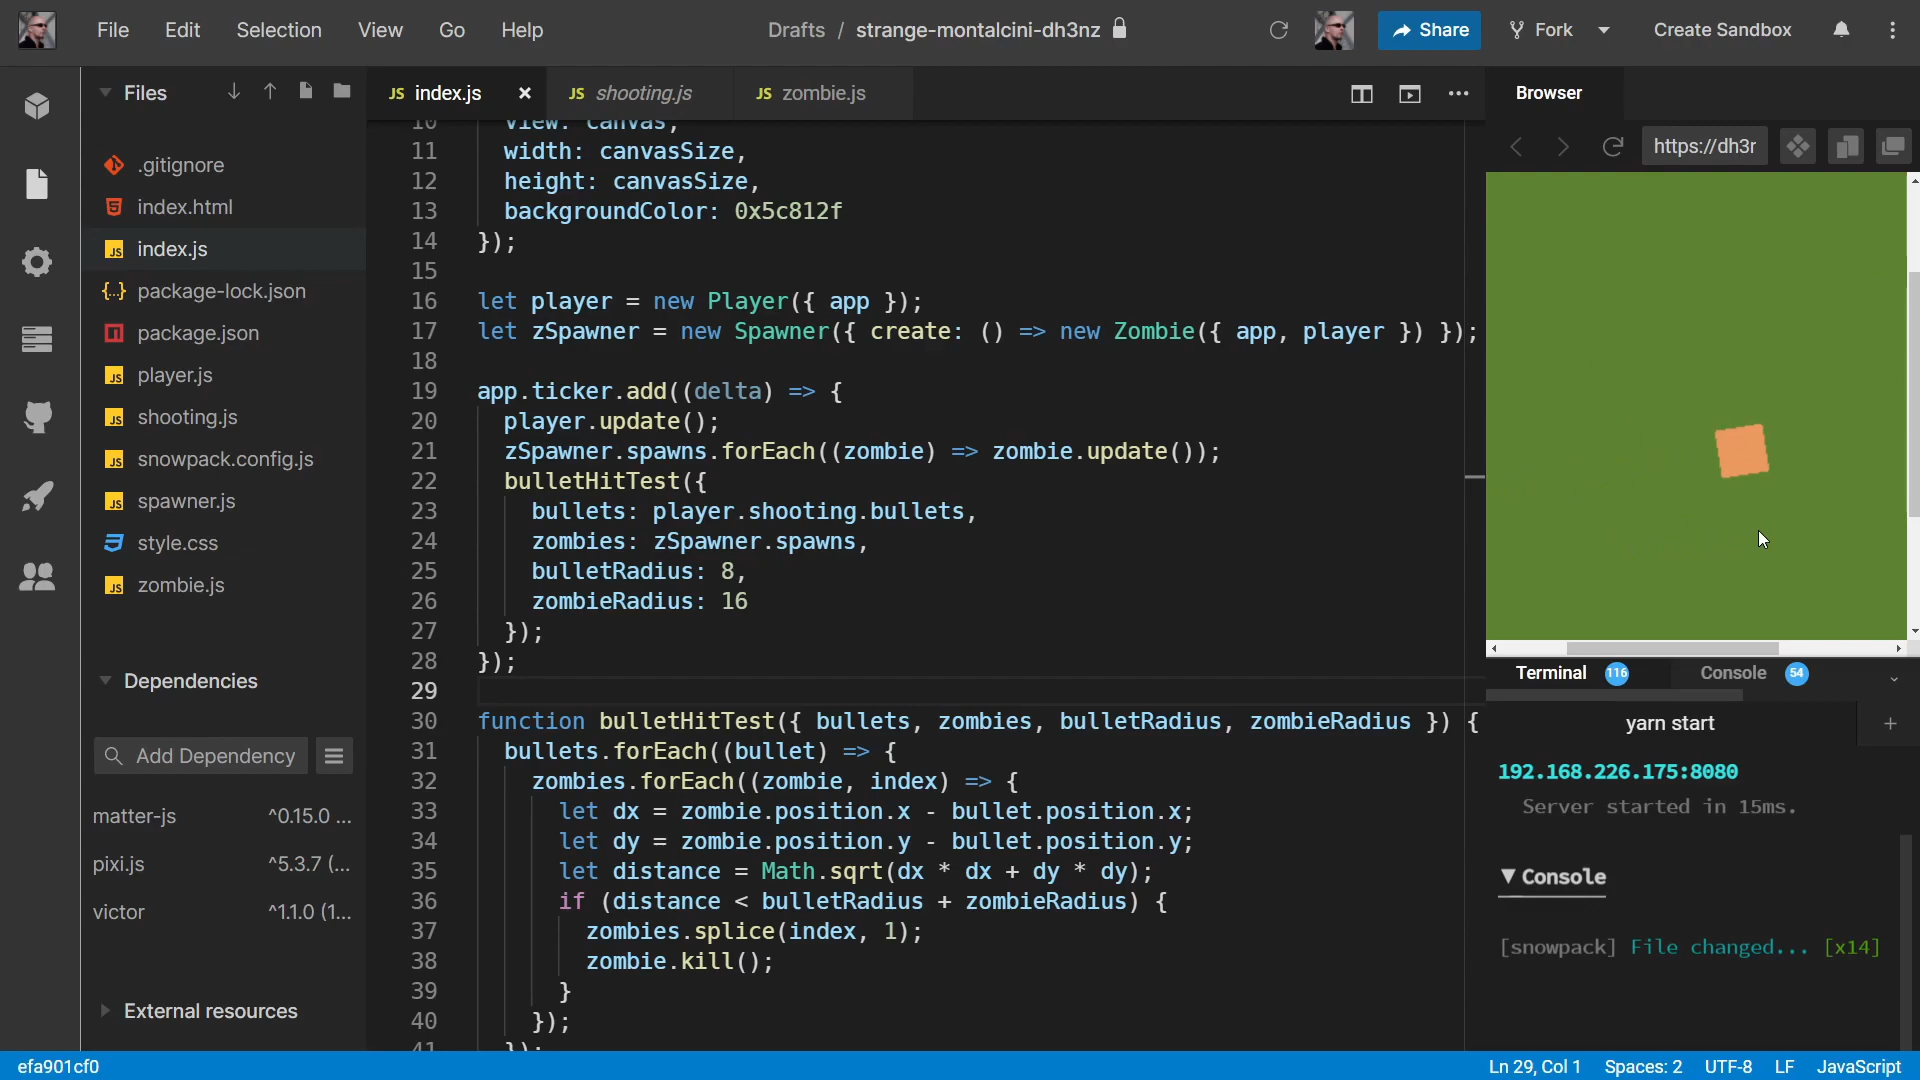 File Edit Selection View Go Help
Drafts / strange-montalcini-dh3nz
Share Fork Create Sandbox
Files
.gitignore
index.html
index.js
package-lock.json
package.json
player.js
shooting.js
snowpack.config.js
spawner.js
style.css
zombie.js
Dependencies
Add Dependency
matter-js ^0.15.0 ...
pixi.js ^5.3.7 (...
victor ^1.1.0 (1...
External resources
JS index.js × JS shooting.js JS zombie.js
10 view: canvas,
11 width: canvasSize,
12 height: canvasSize,
13 backgroundColor: 0x5c812f
14 });
15
16 let player = new Player({ app });
17 let zSpawner = new Spawner({ create: () => new Zombie({ app, player }) });
18
19 app.ticker.add((delta) => {
20 player.update();
21 zSpawner.spawns.forEach((zombie) => zombie.update());
22 bulletHitTest({
23 bullets: player.shooting.bullets,
24 zombies: zSpawner.spawns,
25 bulletRadius: 8,
26 zombieRadius: 16
27 });
28 });
29
30 function bulletHitTest({ bullets, zombies, bulletRadius, zombieRadius }) {
31 bullets.forEach((bullet) => {
32 zombies.forEach((zombie, index) => {
33 let dx = zombie.position.x - bullet.position.x;
34 let dy = zombie.position.y - bullet.position.y;
35 let distance = Math.sqrt(dx * dx + dy * dy);
36 if (distance < bulletRadius + zombieRadius) {
37 zombies.splice(index, 1);
38 zombie.kill();
39 }
40 });
41 });
Browser
https://dh3r
Terminal 116 Console 54
yarn start
192.168.226.175:8080
Server started in 15ms.
▼ Console
[snowpack] File changed... [x14]
efa901cf0
Ln 29, Col 1 Spaces: 2 UTF-8 LF JavaScript